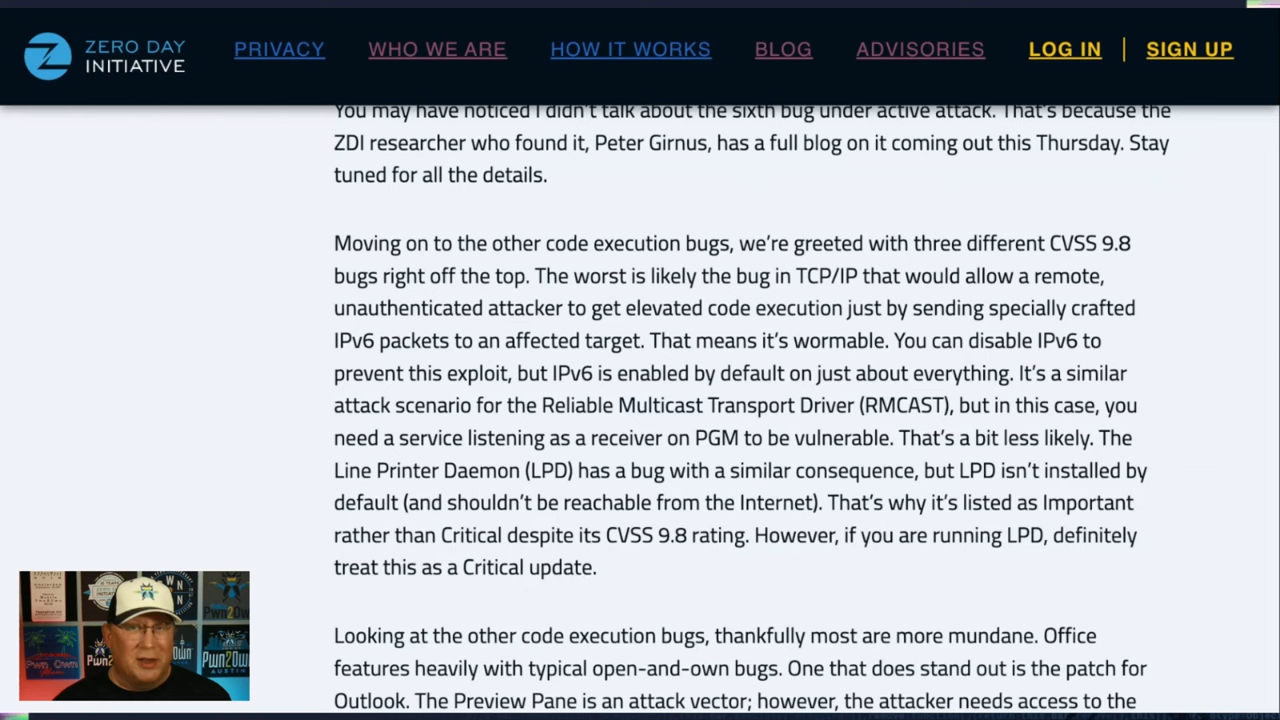 ZERO DAY
INITIATIVE
PRIVACY
WHO WE ARE
HOW IT WORKS
BLOG
ADVISORIES
LOG IN
SIGN UP
You may have noticed I didn't talk about the sixth bug under active attack. That's because the
ZDI researcher who found it, Peter Girnus, has a full blog on it coming out this Thursday. Stay
tuned for all the details.
Moving on to the other code execution bugs, we're greeted with three different CVSS 9.8
bugs right off the top. The worst is likely the bug in TCP/IP that would allow a remote,
unauthenticated attacker to get elevated code execution just by sending specially crafted
IPv6 packets to an affected target. That means it's wormable. You can disable IPv6 to
prevent this exploit, but IPv6 is enabled by default on just about everything. It's a similar
attack scenario for the Reliable Multicast Transport Driver (RMCAST), but in this case, you
need a service listening as a receiver on PGM to be vulnerable. That's a bit less likely. The
Line Printer Daemon (LPD) has a bug with a similar consequence, but LPD isn't installed by
default (and shouldn't be reachable from the Internet). That's why it's listed as Important
rather than Critical despite its CVSS 9.8 rating. However, if you are running LPD, definitely
treat this as a Critical update.
Looking at the other code execution bugs, thankfully most are more mundane. Office
features heavily with typical open-and-own bugs. One that does stand out is the patch for
Outlook. The Preview Pane is an attack vector; however, the attacker needs access to the
Pwn2Own
Pwn Own
Pwn2
Own
Pwn2Own
AUSTIN